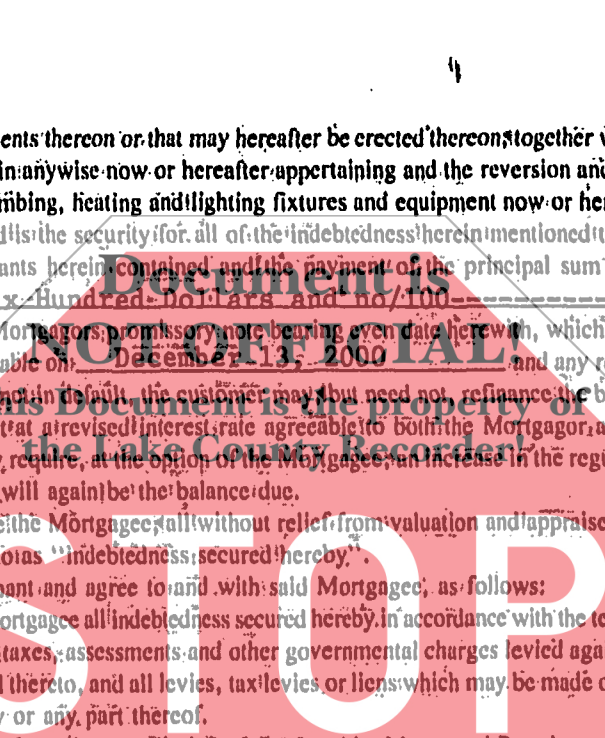 ents thereon or that may hereafter be erected thereon, together
in anywise now or hereafter appertaining and the reversion and
mbing, heating and lighting fixtures and equipment now or her
d is the security for all of the indebtedness herein mentioned
ants herein contained and the payment of the principal sum
Document is
x Hundred Dollars and no/100
Mortgagors promissory note bearing even date herewith, which
NOT OFFICIAL!
able on December 13, 2000 and any
not in default, the customer may, but need not, refinance the b
This Document is the property of
at a revised interest rate agreeable to both the Mortgagor a
the Lake County Recorder!
require, at the option of the Mortgagee, an increase in the reg
will again be the balance due.
the Mortgagee, all without relief from valuation and appraise
to as "indebtedness secured hereby".
nant and agree to and with said Mortgagee, as follows:
ortgagee all indebtedness secured hereby in accordance with the te
taxes, assessments and other governmental charges levied aga
thereto, and all levies, tax levies or liens which may be made o
STOP
or any part thereof.